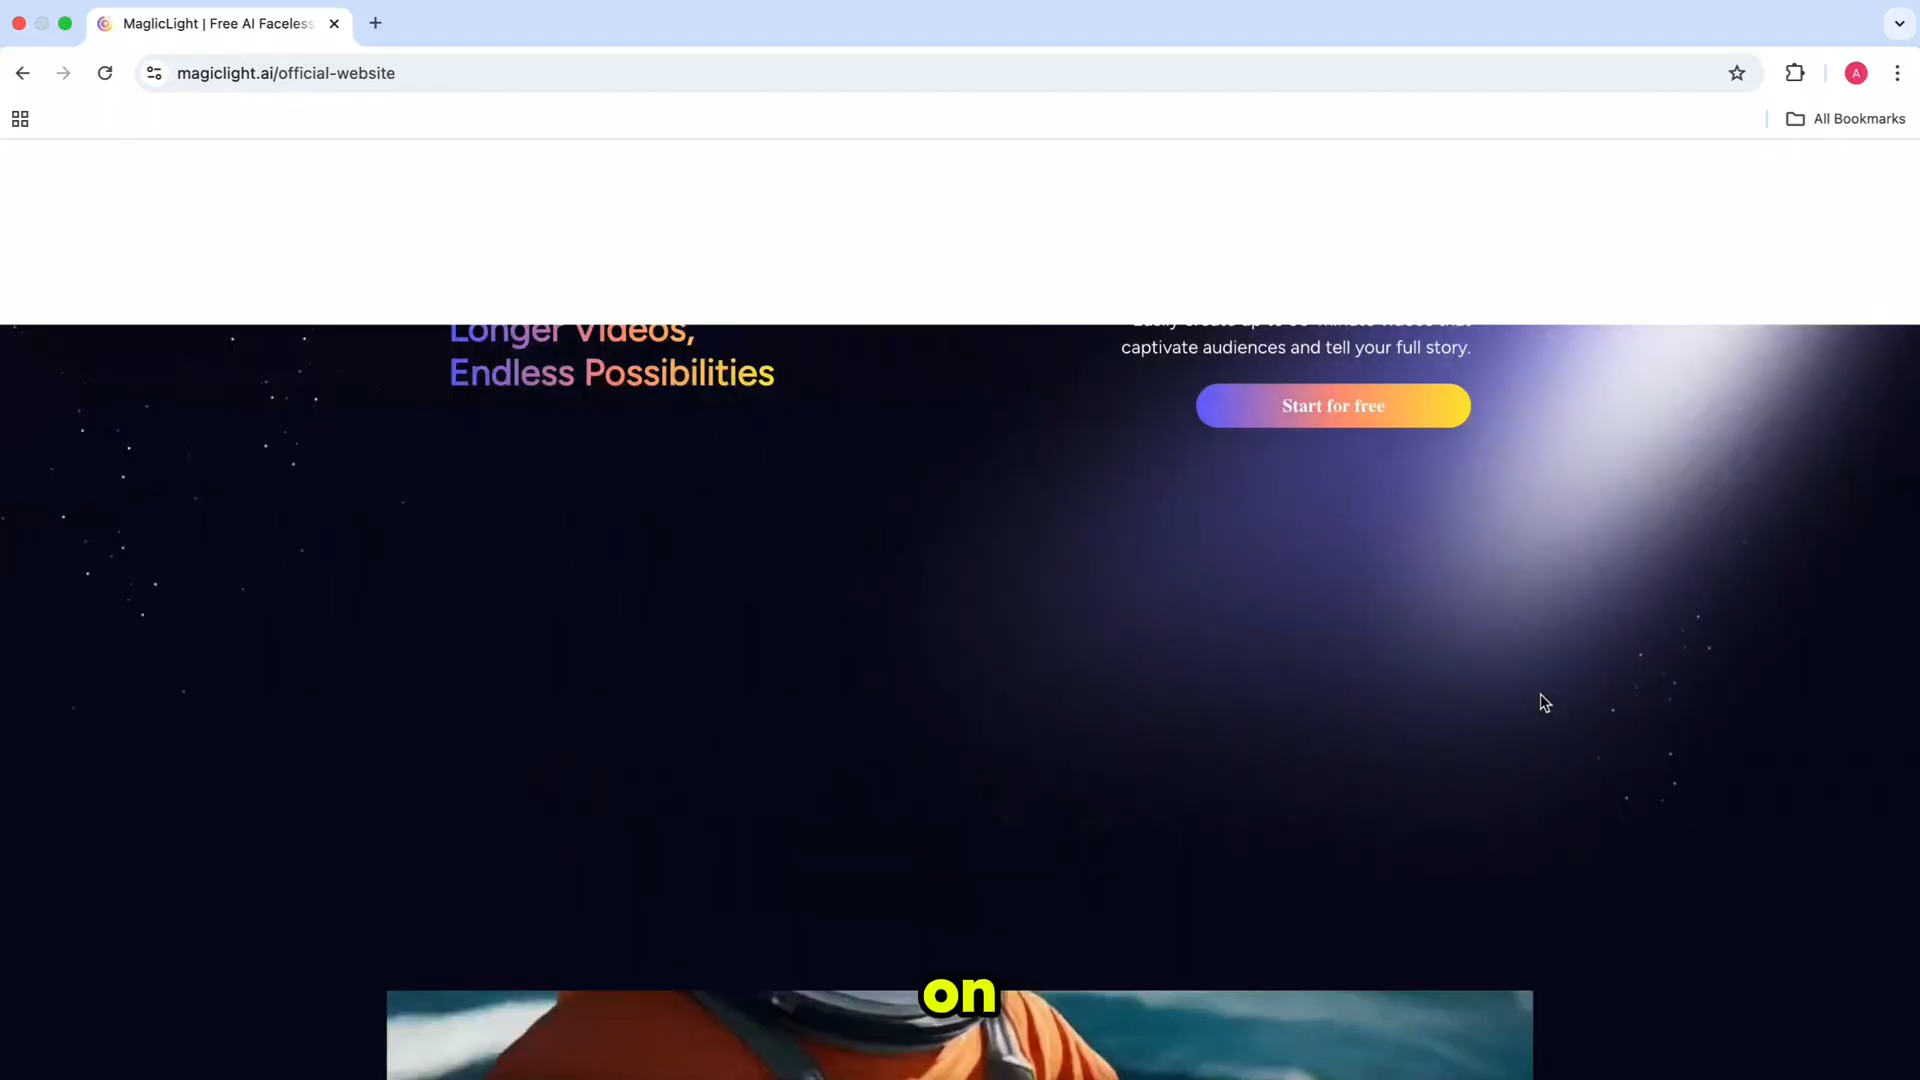 MaglicLight | Free AI Faceless
magiclight.ai/official-website
A
All Bookmarks
Longer Videos,
Endless Possibilities
captivate audiences and tell your full story.
Start for free
on